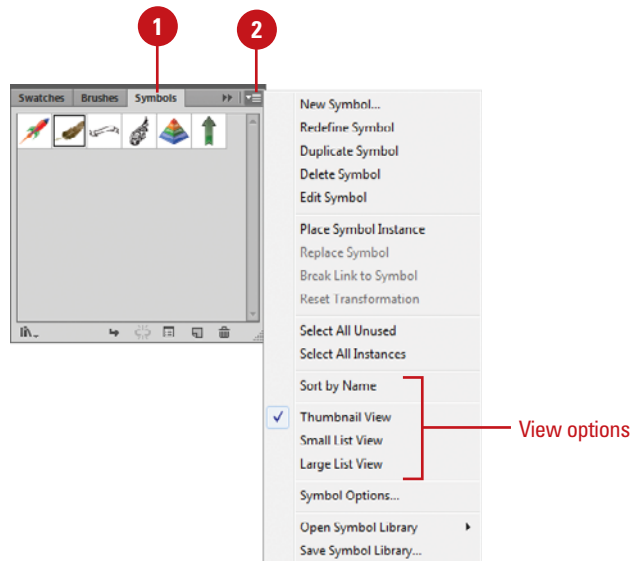 1
2
Swatches Brushes Symbols
New Symbol...
Redefine Symbol
Duplicate Symbol
Delete Symbol
Edit Symbol
Place Symbol Instance
Replace Symbol
Break Link to Symbol
Reset Transformation
Select All Unused
Select All Instances
Sort by Name
Thumbnail View
Small List View
Large List View
View options
Symbol Options...
Open Symbol Library
Save Symbol Library...